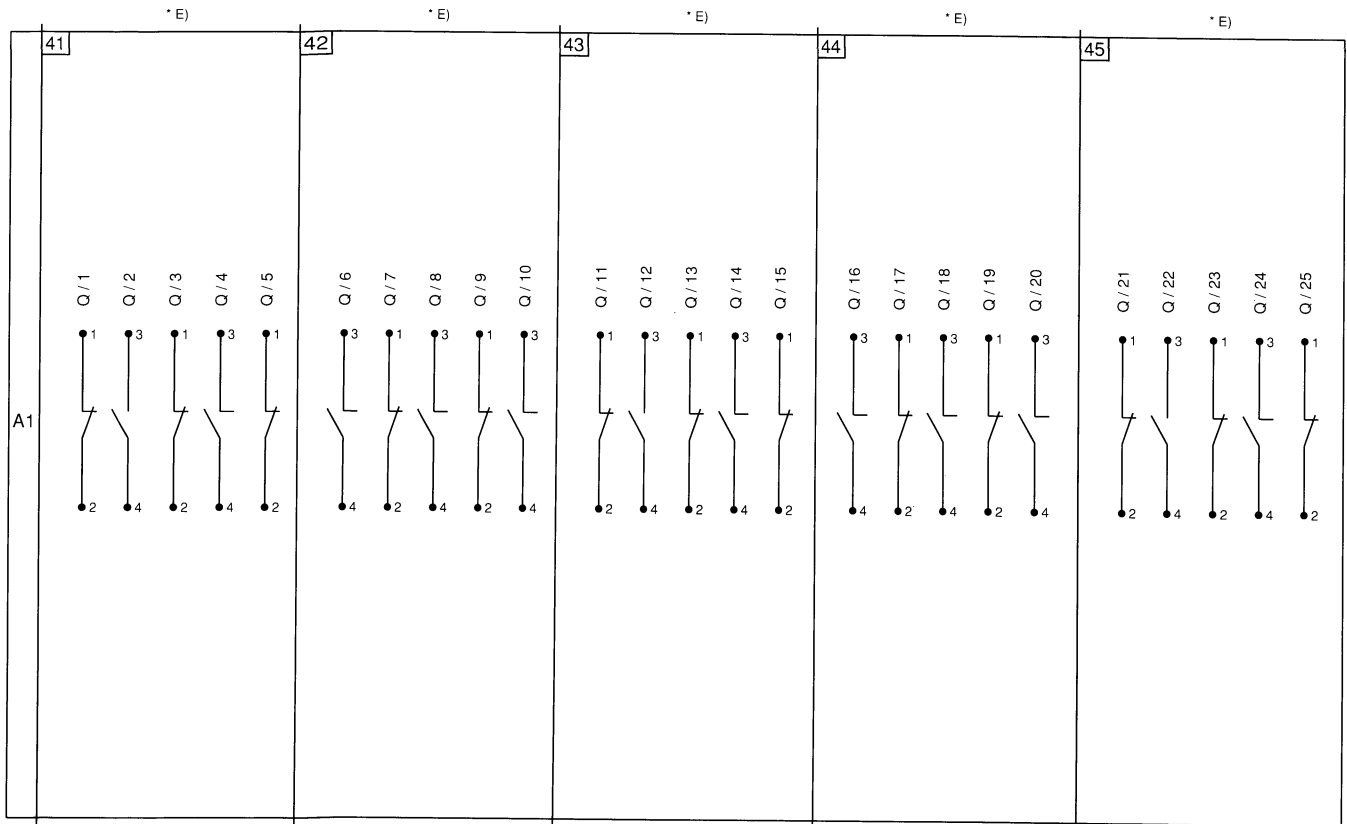 * E) * E) * E) * E) * E)
41 42 43 44 45
Q / 1 Q / 2 Q / 3 Q / 4 Q / 5 Q / 6 Q / 7 Q / 8 Q / 9 Q / 10 Q / 11 Q / 12 Q / 13 Q / 14 Q / 15 Q / 16 Q / 17 Q / 18 Q / 19 Q / 20 Q / 21 Q / 22 Q / 23 Q / 24 Q / 25
1 3 1 3 1 3 1 3 1 3 1 3 1 3 1 3 1 3 1 3 1 3 1 3 1
A1
2 4 2 4 2 4 2 4 2 4 2 4 2 4 2 4 2 4 2 4 2 4 2 4 2